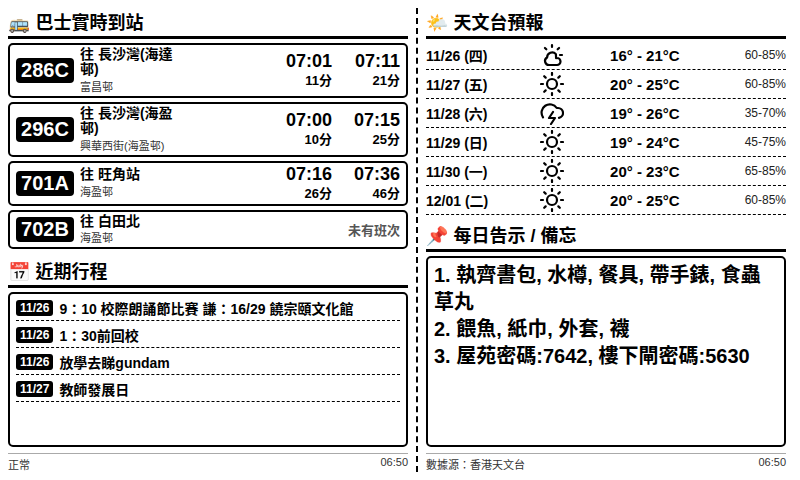 巴士實時到站
286C 往 長沙灣(海達邨) 07:01 07:11
富昌邨 11分 21分
296C 往 長沙灣(海盈邨) 07:00 07:15
興華西街(海盈邨) 10分 25分
701A 往 旺角站 07:16 07:36
海盈邨 26分 46分
702B 往 白田北
海盈邨 未有班次
近期行程
11/26 9：10 校際朗誦節比賽 謙：16/29 饒宗頤文化館
11/26 1：30前回校
11/26 放學去睇gundam
11/27 教師發展日
正常 06:50
天文台預報
11/26 (四) 16° - 21°C 60-85%
11/27 (五) 20° - 25°C 60-85%
11/28 (六) 19° - 26°C 35-70%
11/29 (日) 19° - 24°C 45-75%
11/30 (一) 20° - 23°C 65-85%
12/01 (二) 20° - 25°C 60-85%
每日告示 / 備忘
1. 執齊書包, 水樽, 餐具, 帶手錶, 食蟲
草丸
2. 餵魚, 紙巾, 外套, 襪
3. 屋苑密碼:7642, 樓下閘密碼:5630
數據源：香港天文台 06:50